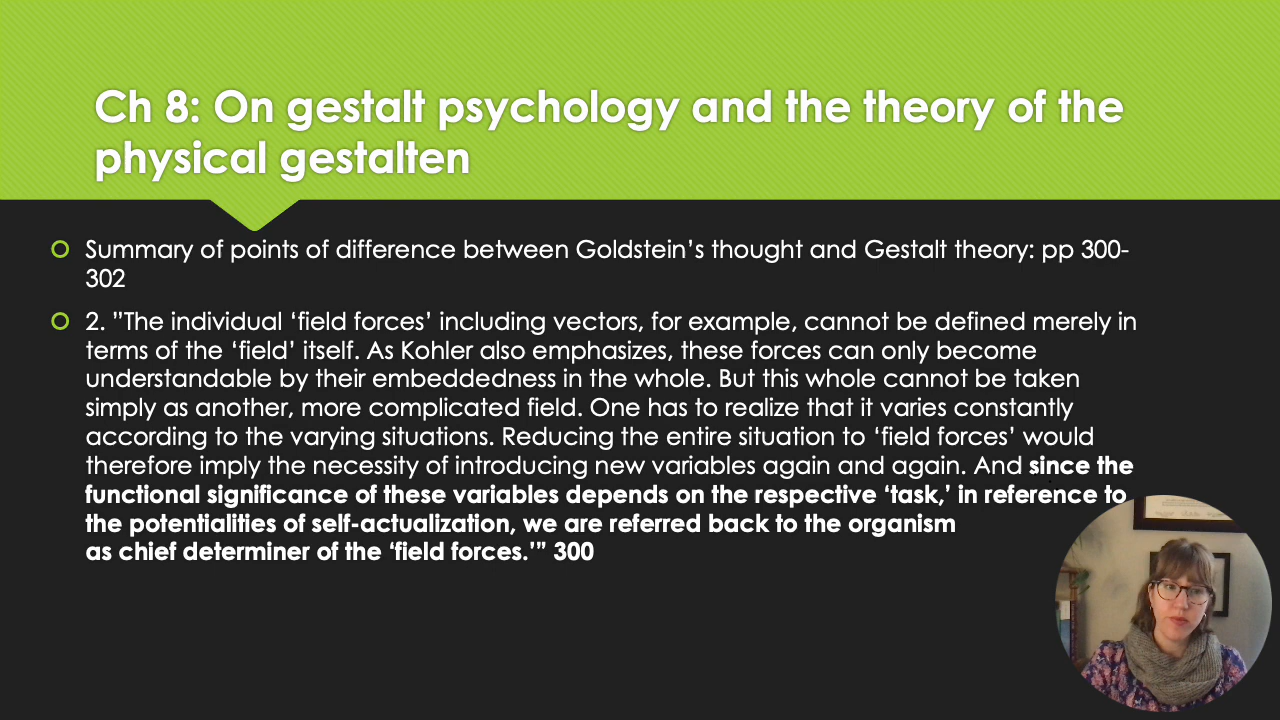 Ch 8: On gestalt psychology and the theory of the
physical gestalten
Summary of points of difference between Goldstein’s thought and Gestalt theory: pp 300-
302
2. ”The individual ‘field forces’ including vectors, for example, cannot be defined merely in
terms of the ‘field’ itself. As Kohler also emphasizes, these forces can only become
understandable by their embeddedness in the whole. But this whole cannot be taken
simply as another, more complicated field. One has to realize that it varies constantly
according to the varying situations. Reducing the entire situation to ‘field forces’ would
therefore imply the necessity of introducing new variables again and again. And since the
functional significance of these variables depends on the respective ‘task,’ in reference to
the potentialities of self-actualization, we are referred back to the organism
as chief determiner of the ‘field forces.’” 300